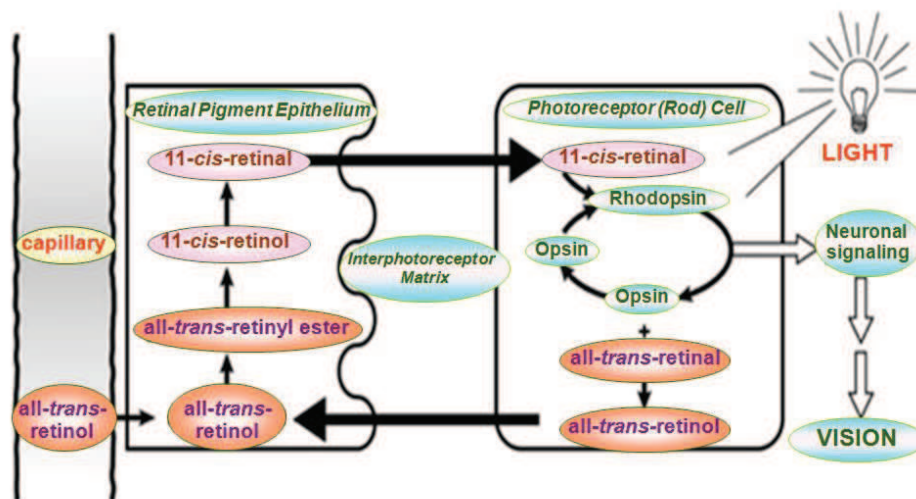 Retinal Pigment Epithelium
11-cis-retinal
11-cis-retinol
all-trans-retinyl ester
all-trans-
retinol
capillary
all-trans-
retinol
Interphotoreceptor
Matrix
Photoreceptor (Rod) Cell
11-cis-retinal
Rhodopsin
Opsin
Opsin
+
all-trans-retinal
all-trans-retinol
LIGHT
Neuronal
signaling
VISION